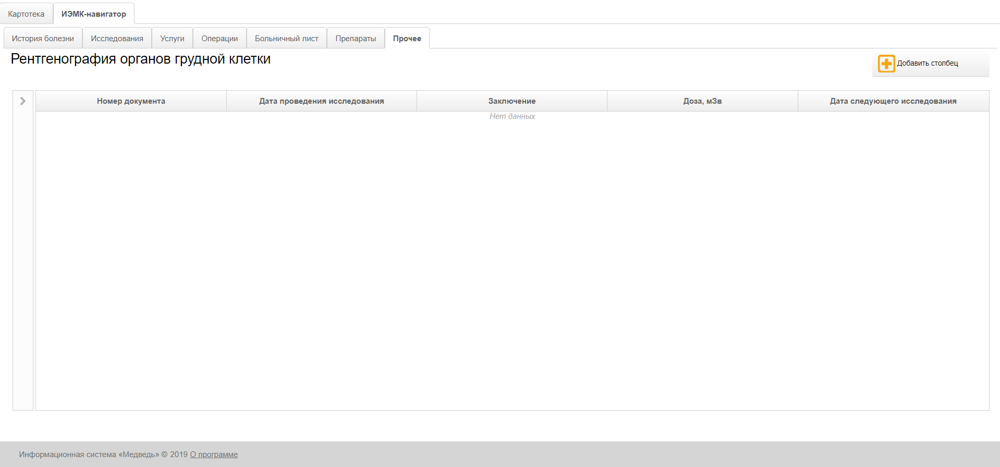 Картотека
ИЭМК-навигатор
История болезни
Исследования
Услуги
Операции
Больничный лист
Препараты
Прочее
Рентгенография органов грудной клетки
Добавить столбец
Номер документа
Дата проведения исследования
Заключение
Доза, мЗв
Дата следующего исследования
Нет данных
Информационная система «Медведь» © 2019 О программе